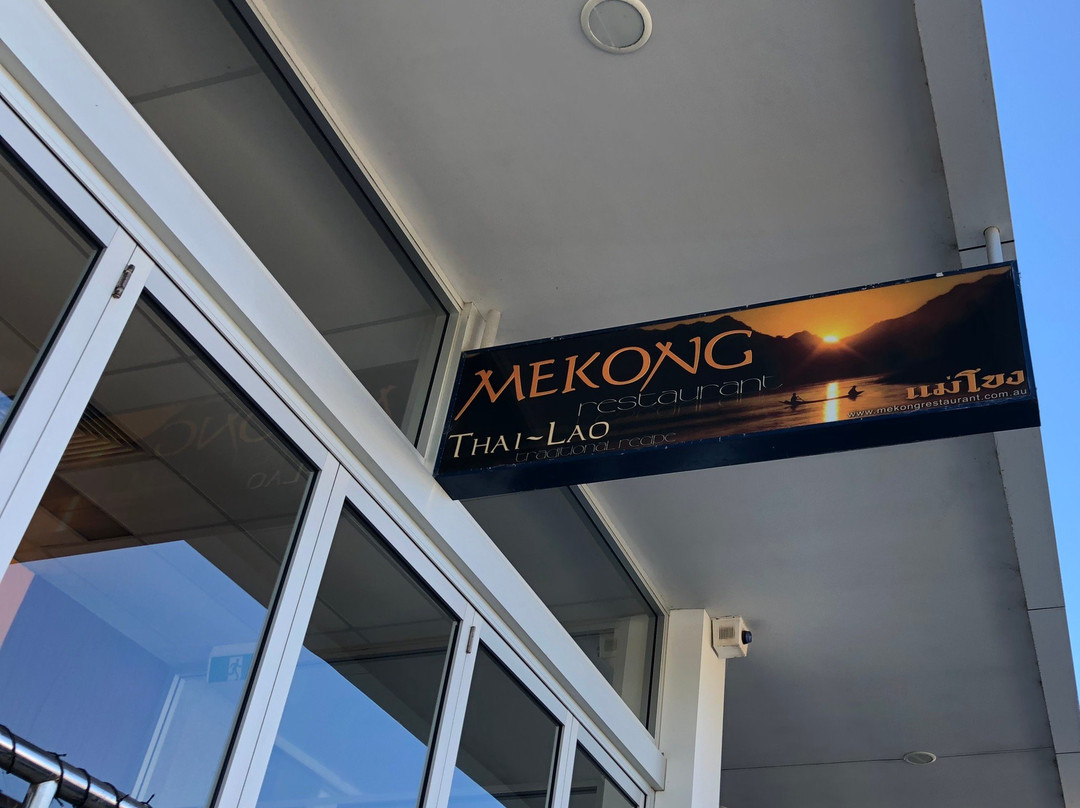 MEKONG
restaurant
THAI~LAO
traditional recipe
แม่โขง
www.mekongrestaurant.com.au